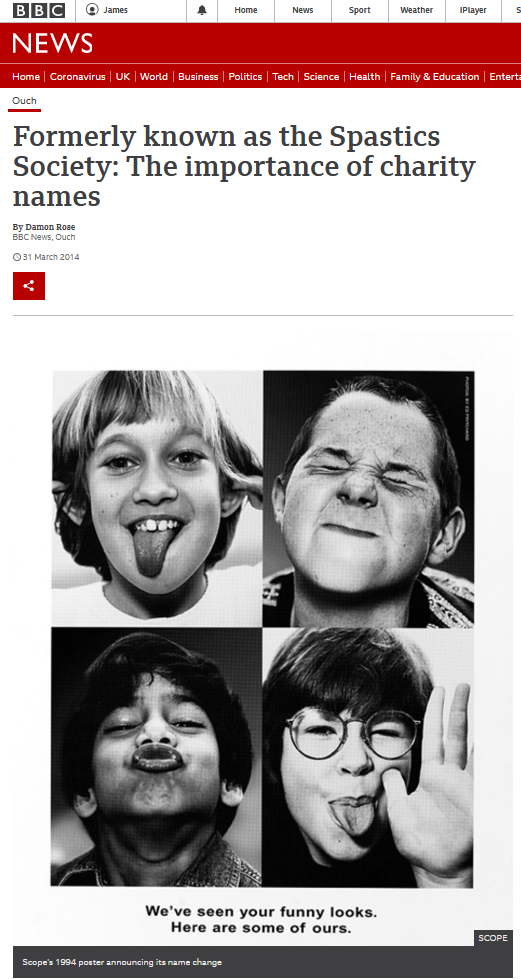 BBC James Home News Sport Weather iPlayer S
NEWS
Home Coronavirus UK World Business Politics Tech Science Health Family & Education Enterta
Ouch
Formerly known as the Spastics
Society: The importance of charity
names
By Damon Rose
BBC News, Ouch
31 March 2014
We've seen your funny looks.
Here are some of ours.
SCOPE
Scope's 1994 poster announcing its name change